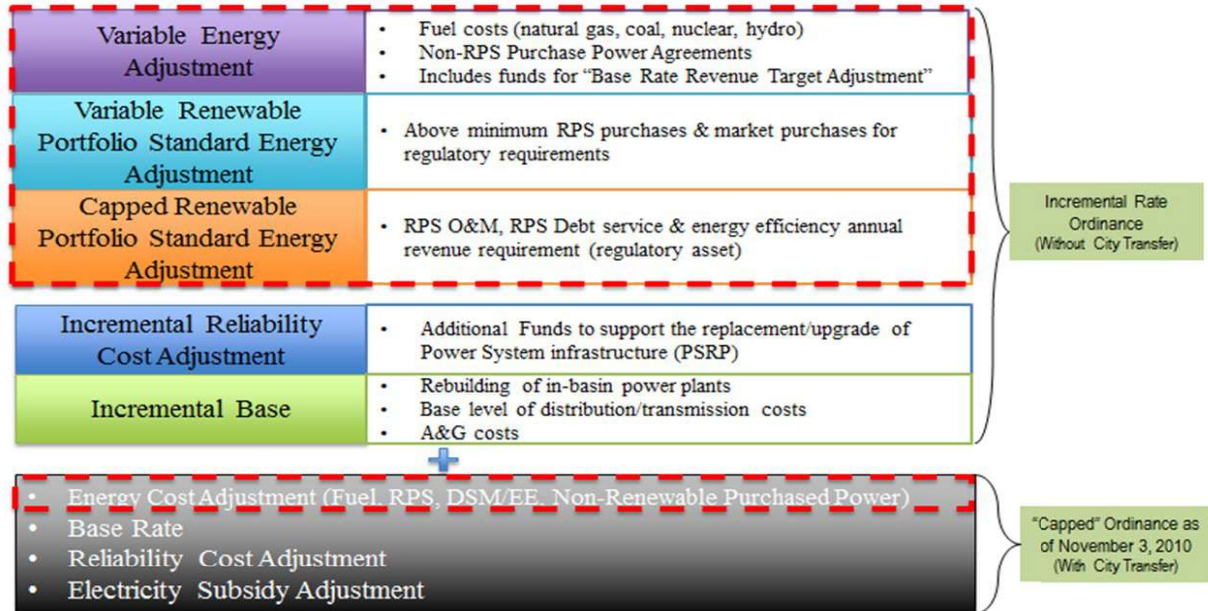 Variable Energy
Adjustment
• Fuel costs (natural gas, coal, nuclear, hydro)
• Non-RPS Purchase Power Agreements
• Includes funds for “Base Rate Revenue Target Adjustment”
Variable Renewable
Portfolio Standard Energy
Adjustment
• Above minimum RPS purchases & market purchases for
regulatory requirements
Capped Renewable
Portfolio Standard Energy
Adjustment
• RPS O&M, RPS Debt service & energy efficiency annual
revenue requirement (regulatory asset)
Incremental Rate
Ordinance
(Without City Transfer)
Incremental Reliability
Cost Adjustment
• Additional Funds to support the replacement/upgrade of
Power System infrastructure (PSRP)
Incremental Base
• Rebuilding of in-basin power plants
• Base level of distribution/transmission costs
• A&G costs
• Energy Cost Adjustment (Fuel, RPS, DSM/EE, Non-Renewable Purchased Power)
• Base Rate
• Reliability Cost Adjustment
• Electricity Subsidy Adjustment
“Capped” Ordinance as
of November 3, 2010
(With City Transfer)